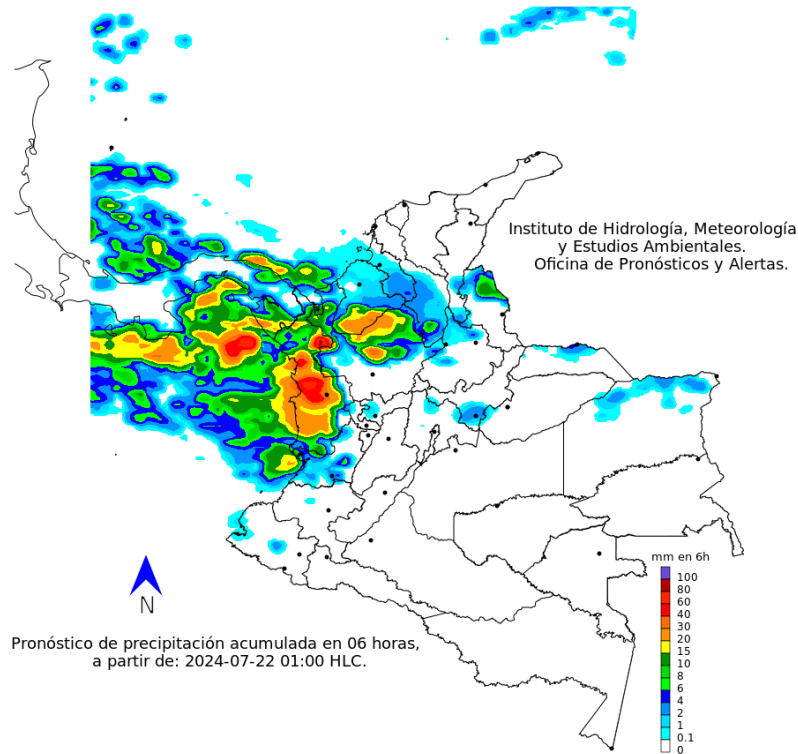 Instituto de Hidrología, Meteorología
y Estudios Ambientales.
Oficina de Pronósticos y Alertas.
mm en 6h
100
80
60
40
30
20
15
10
8
6
4
2
1
0.1
0
N
Pronóstico de precipitación acumulada en 06 horas,
a partir de: 2024-07-22 01:00 HLC.